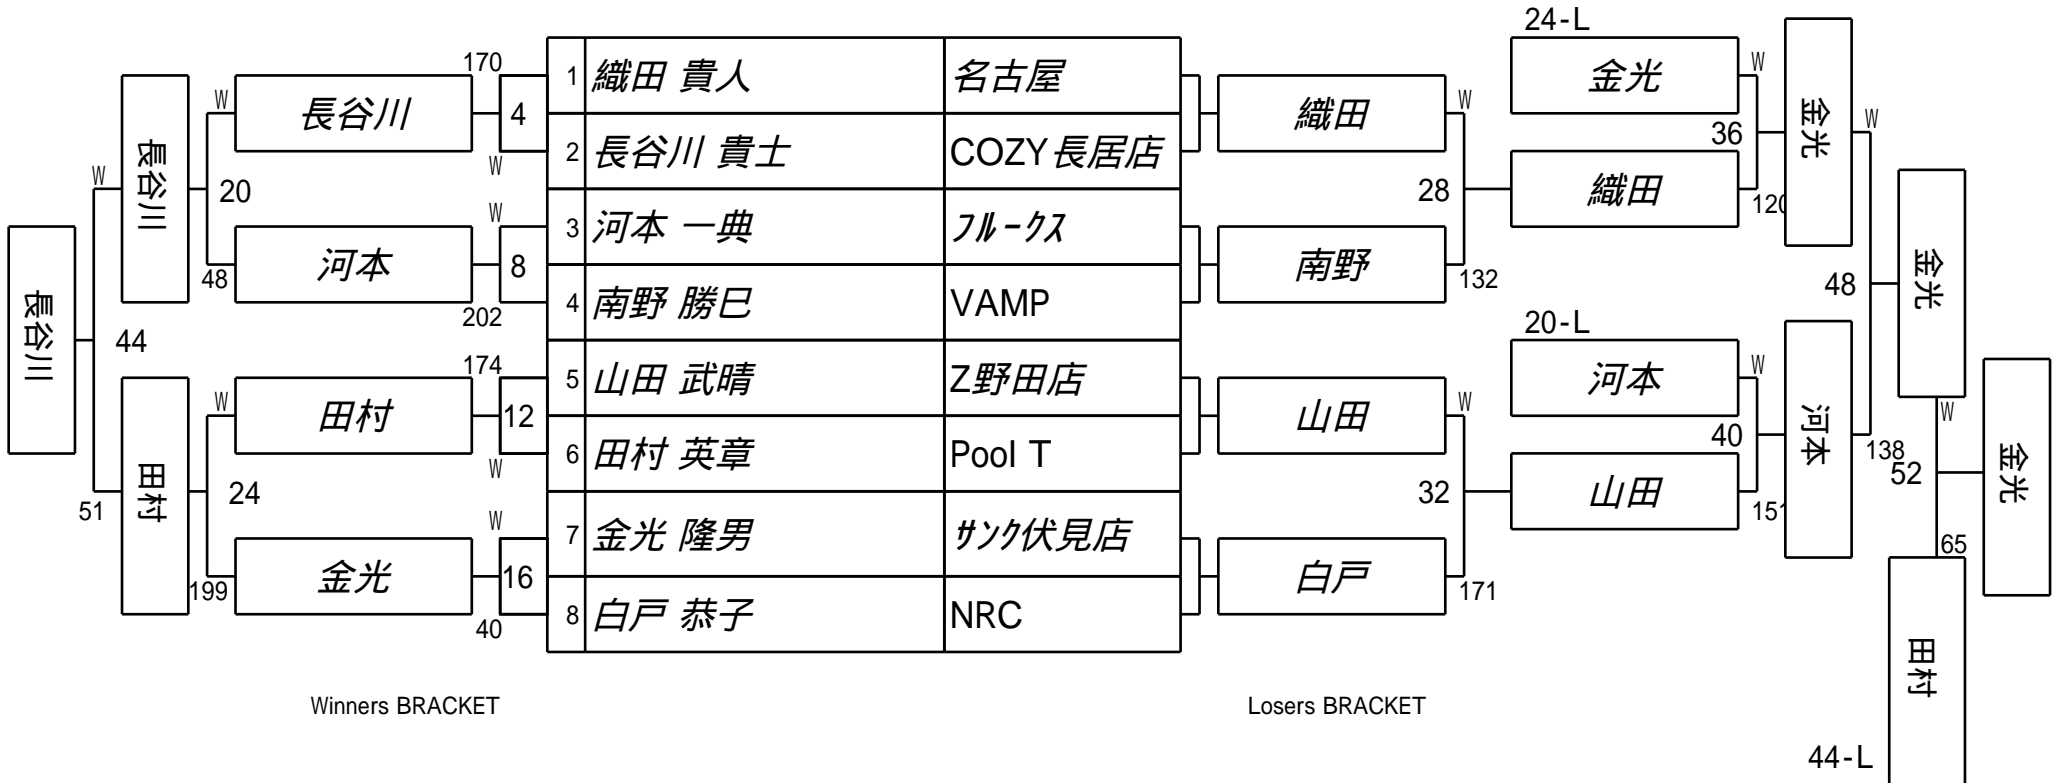 24-L
170
1 織田 貴人 名古屋
金光
W
W
長谷川
4
織田
W
金光
W
長谷川
2 長谷川 貴士 COZY長居店
36
W
W
20
28
織田
120
W
3 河本 一典 フルークス
48
河本
8
南野
132
金光
長谷川
202
4 南野 勝巳 VAMP
48
20-L
44
174
5 山田 武晴 Z野田店
河本
W
W
田村
12
山田
W
河本
W
6 田村 英章 Pool T
40
138
金光
W
52
田村
24
32
山田
151
51
W
7 金光 隆男 サンク伏見店
65
199
金光
16
白戸
171
40
8 白戸 恭子 NRC
田村
Winners BRACKET
Losers BRACKET
44-L